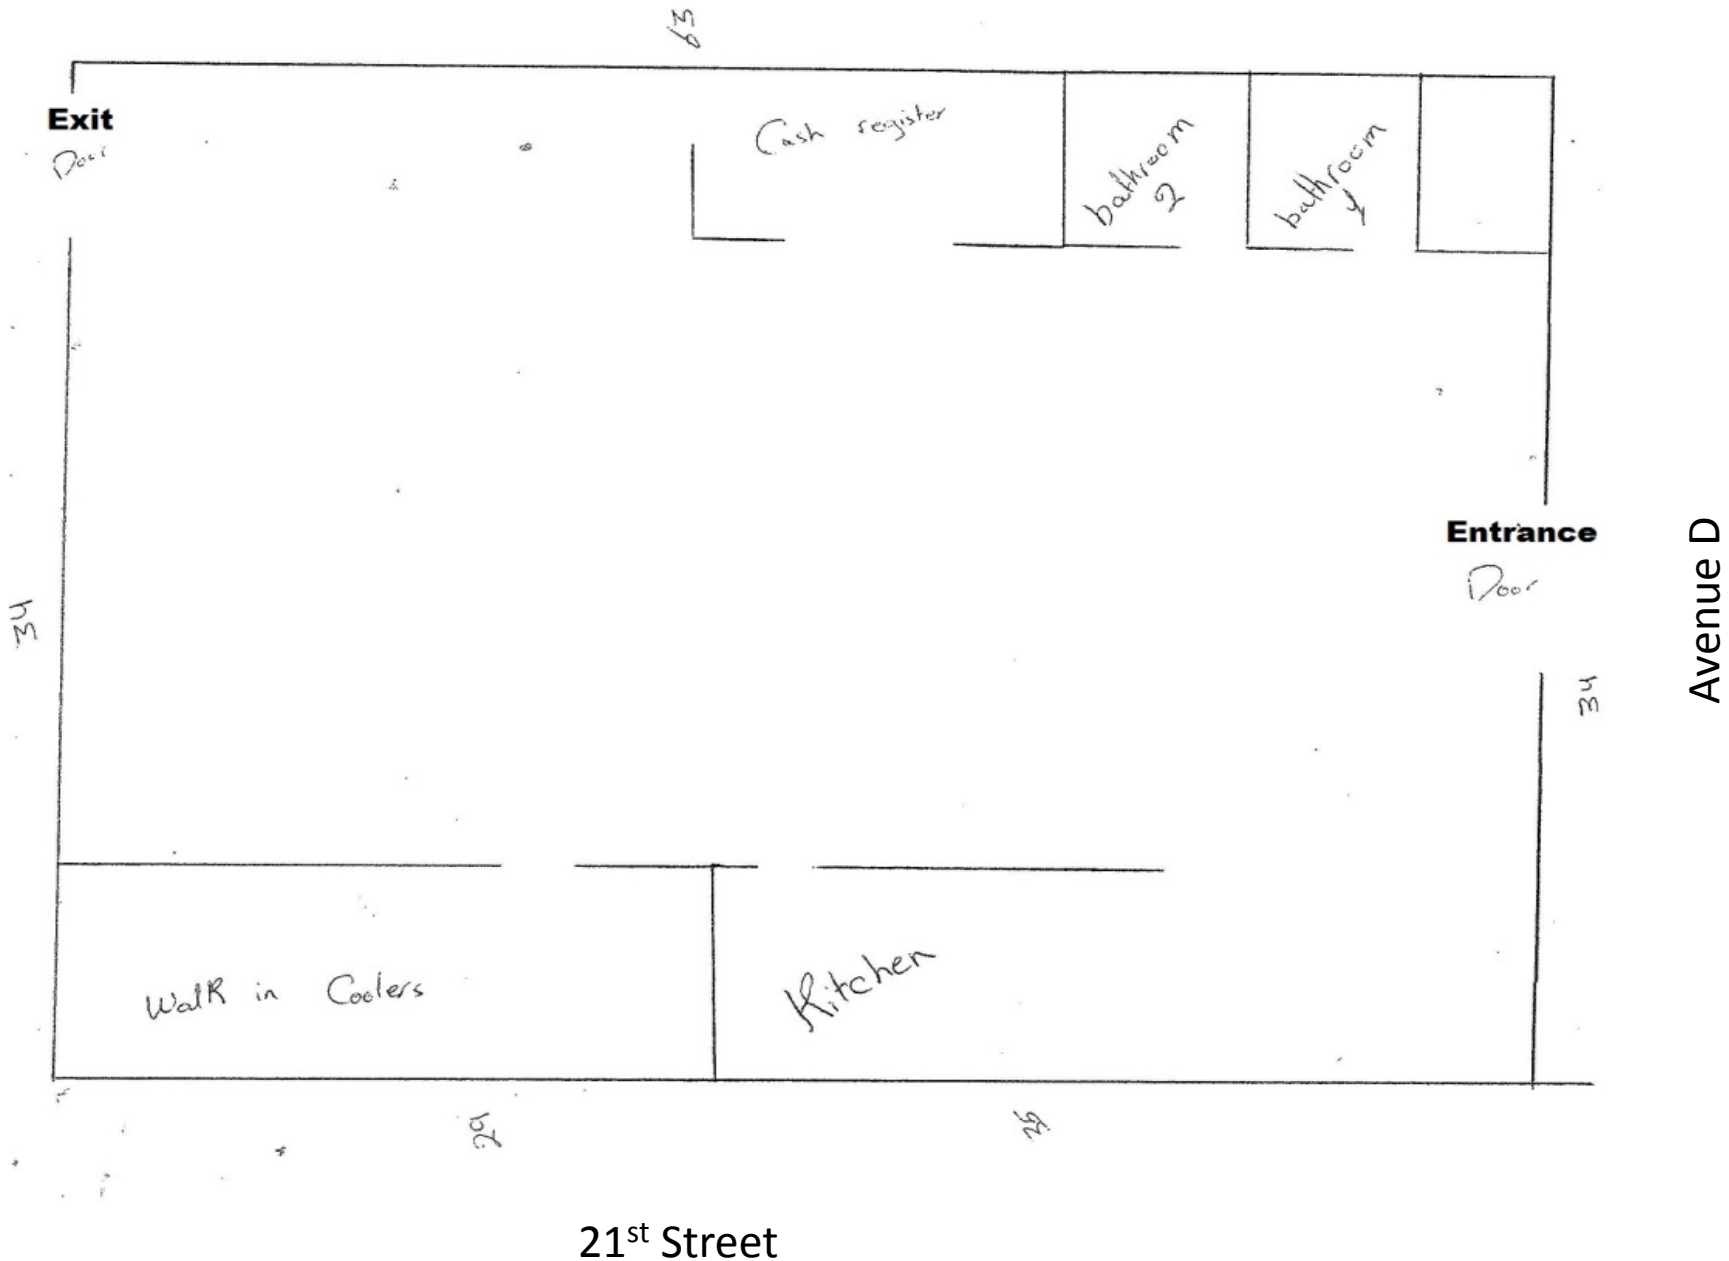 63
Exit
Door
Cash register
bathroom
2
bathroom
1
Entrance
Door
34
34
Avenue D
Walk in Coolers
Kitchen
29
21st Street